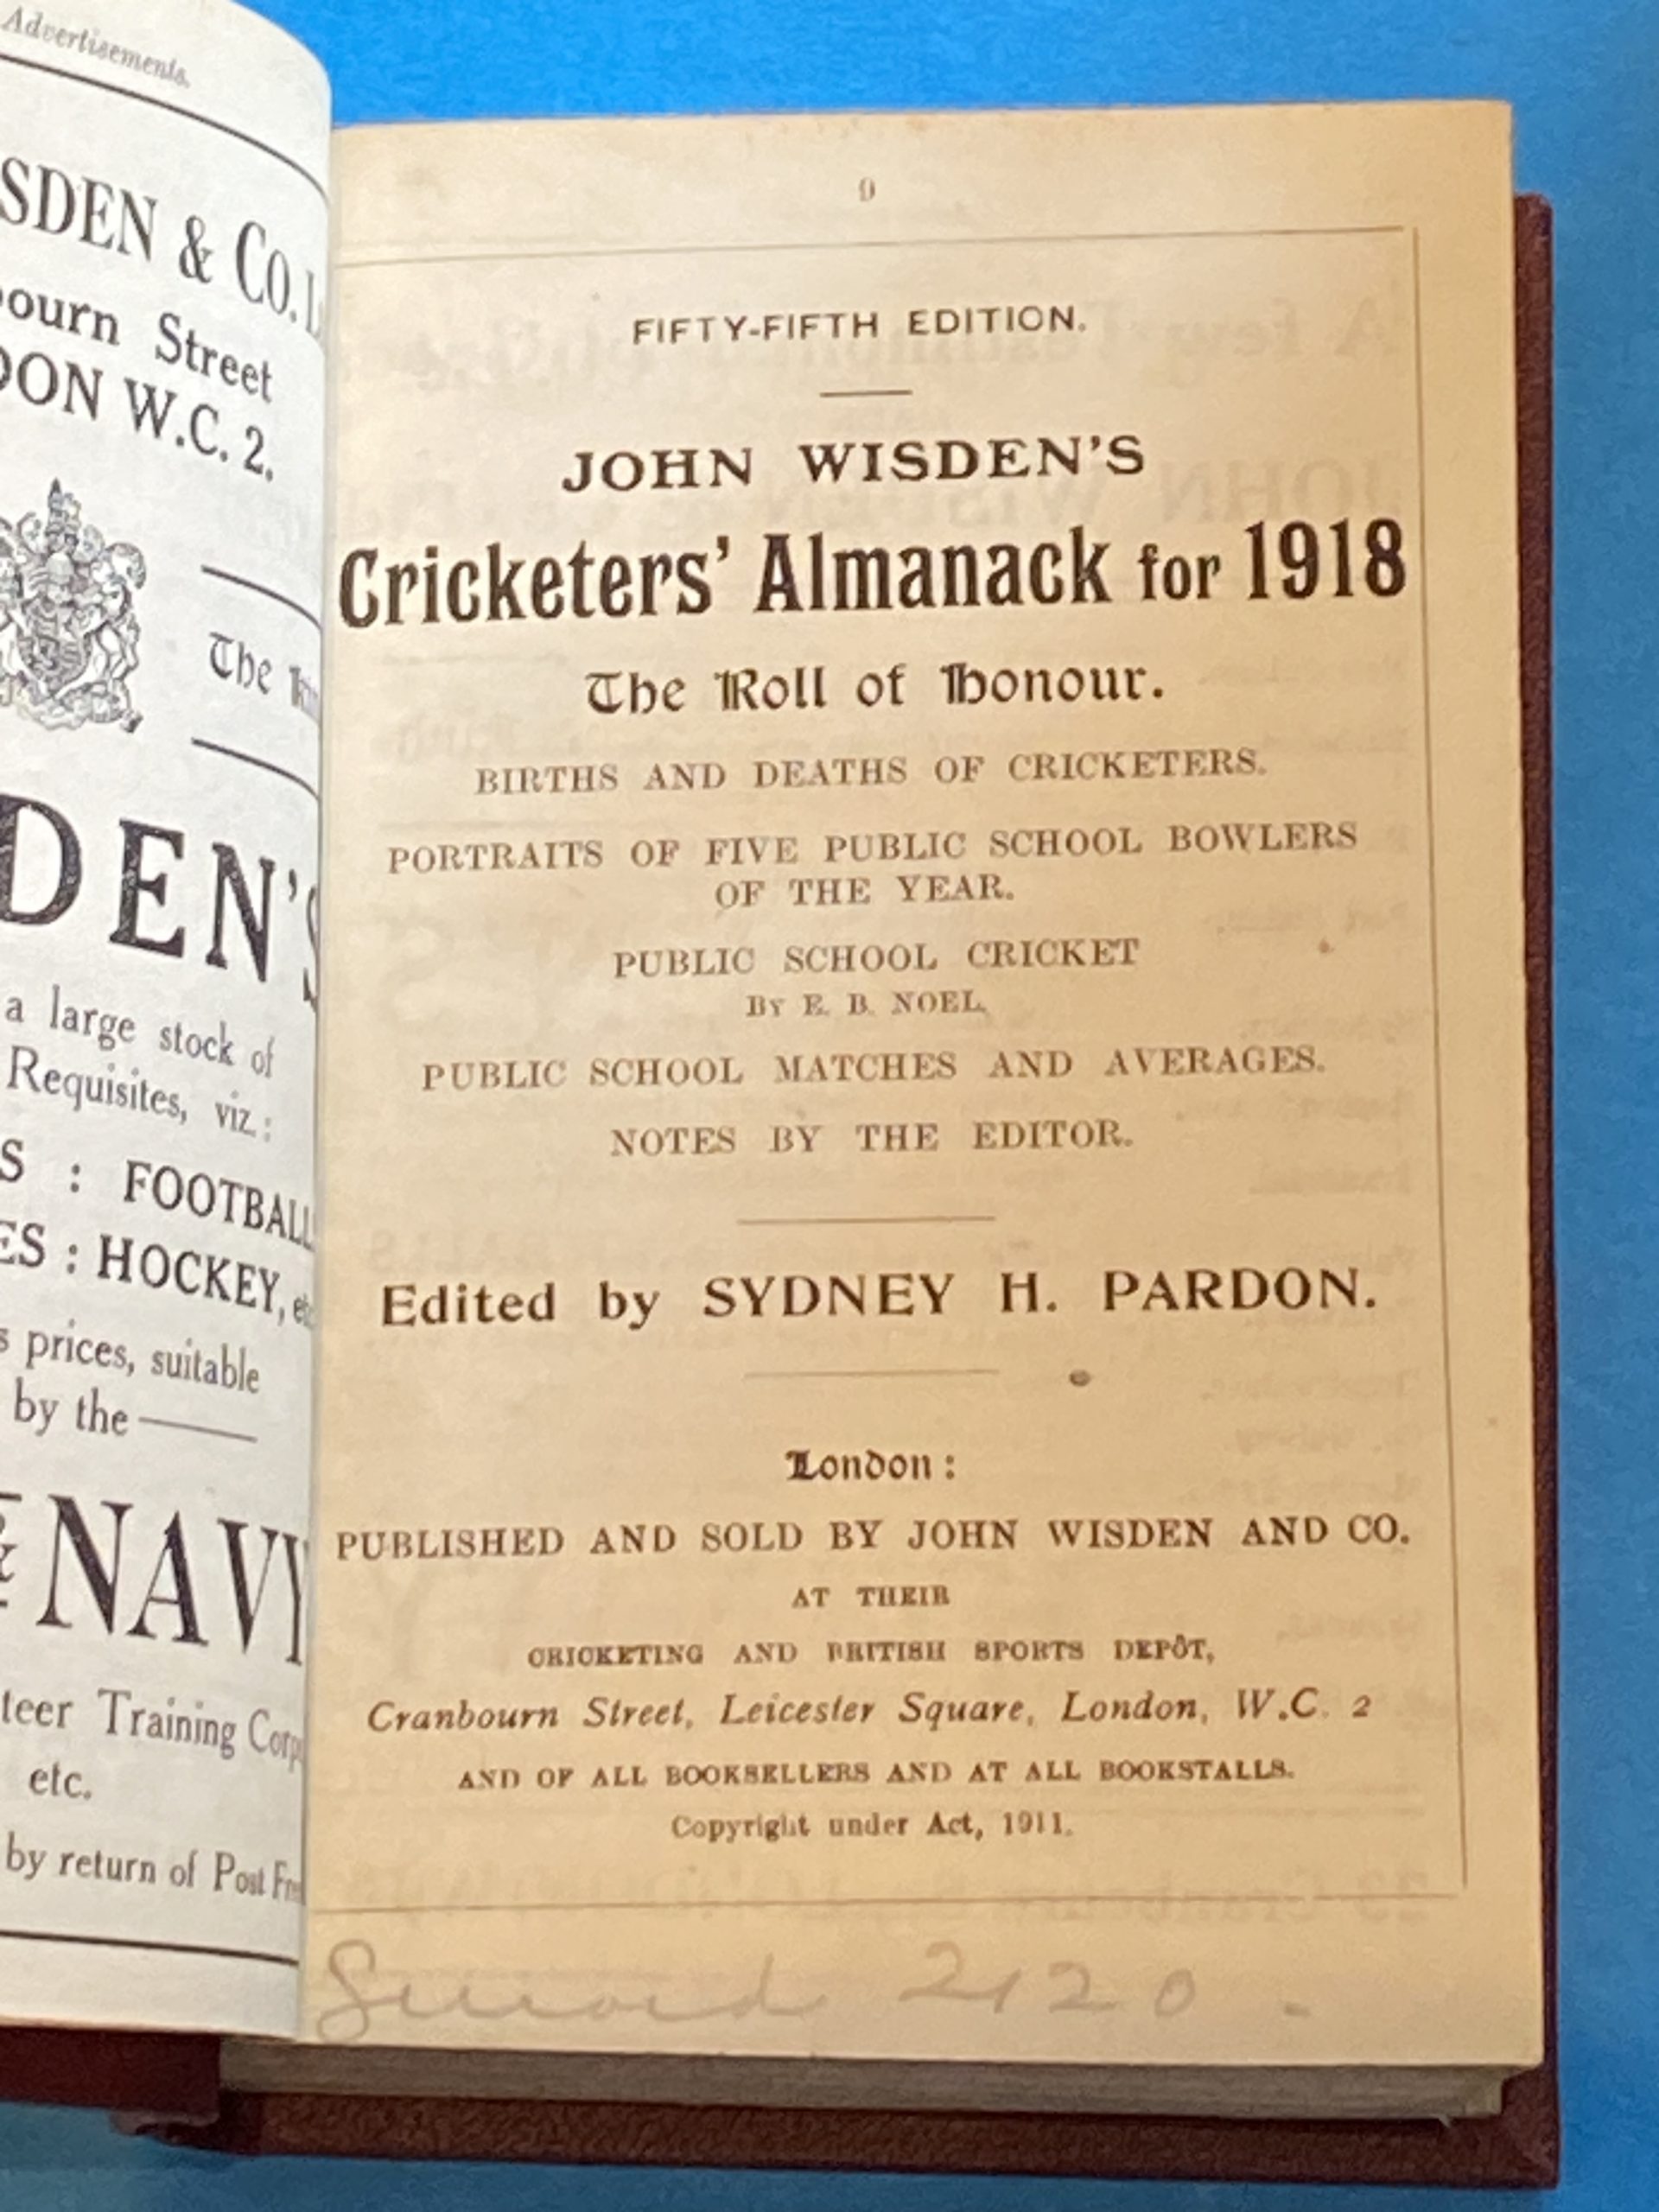 Advertisements.
SDEN & CO. L
bourn Street
DON W.C. 2.
The
DEN'S
a large stock of
Requisites, viz.:
S : FOOTBALL
ES : HOCKEY, etc
s prices, suitable
by the
& NAVY
teer Training Corp
etc.
by return of Post Fre
9
FIFTY-FIFTH EDITION.
JOHN WISDEN'S
Cricketers' Almanack for 1918
The Roll of Honour.
BIRTHS AND DEATHS OF CRICKETERS.
PORTRAITS OF FIVE PUBLIC SCHOOL BOWLERS
OF THE YEAR.
PUBLIC SCHOOL CRICKET
BY E. B. NOEL.
PUBLIC SCHOOL MATCHES AND AVERAGES.
NOTES BY THE EDITOR.
Edited by SYDNEY H. PARDON.
London :
PUBLISHED AND SOLD BY JOHN WISDEN AND CO.
AT THEIR
CRICKETING AND BRITISH SPORTS DEPÔT,
Cranbourn Street, Leicester Square, London, W.C. 2
AND OF ALL BOOKSELLERS AND AT ALL BOOKSTALLS.
Copyright under Act, 1911.
2120